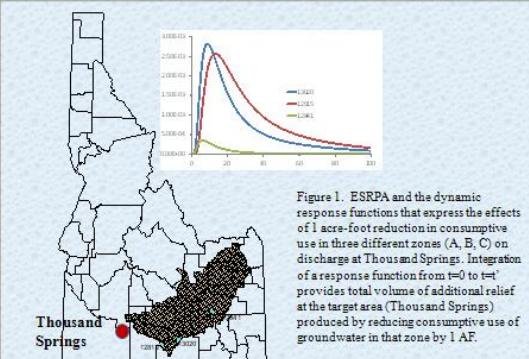 0
20
40
60
80
100
Figure 1. ESRPA and the dynamic
response functions that express the effects
of 1 acre-foot reduction in consumptive
use in three different zones (A, B, C) on
discharge at Thousand Springs. Integration
of a response function from t=0 to t=t'
provides total volume of additional relief
at the target area (Thousand Springs)
produced by reducing consumptive use of
groundwater in that zone by 1 AF.
Thousand
Springs